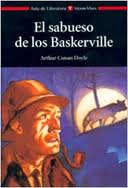 Aula de Literatura Vicens Vives
El sabueso
de los Baskerville
Arthur Conan Doyle